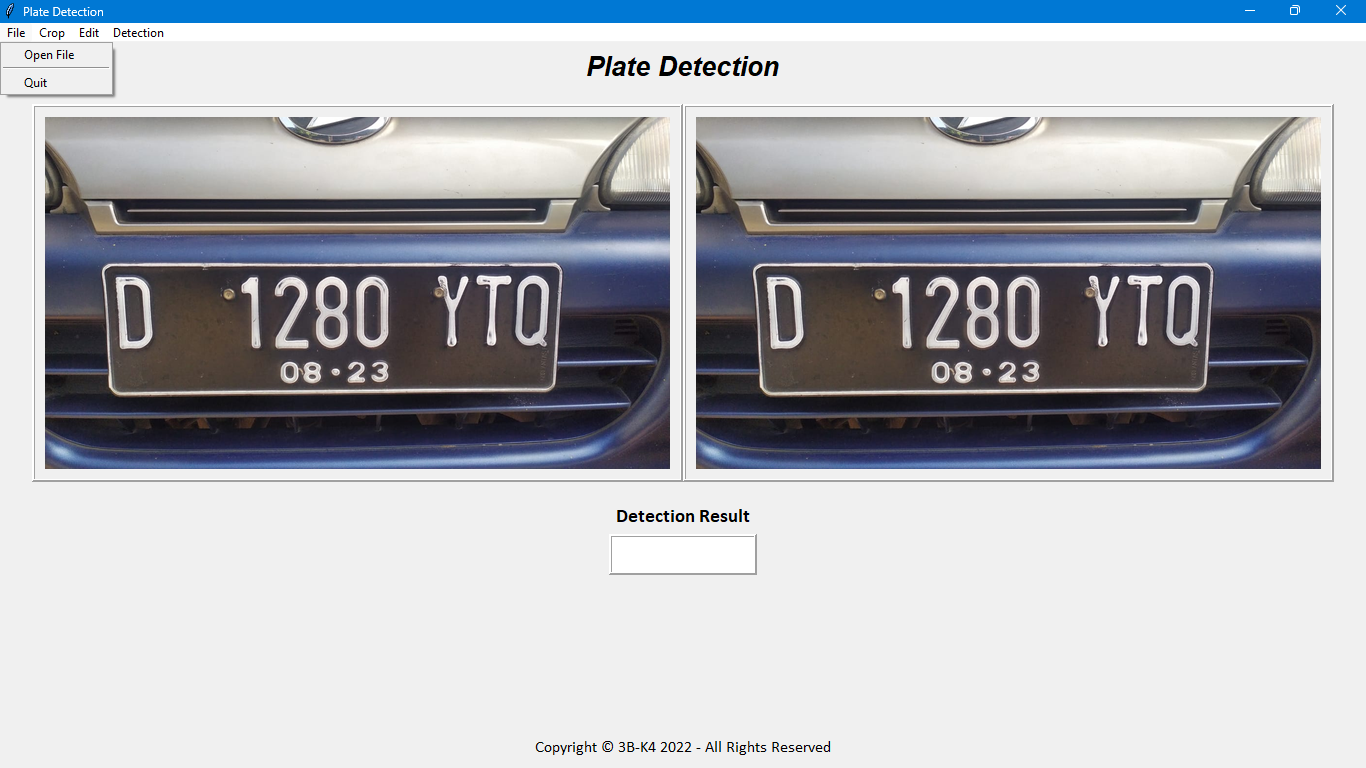 Plate Detection
File Crop Edit Detection
Open File
Quit
Plate Detection
D 1280 YTQ
08·23
D 1280 YTQ
08·23
Detection Result
Copyright © 3B-K4 2022 - All Rights Reserved